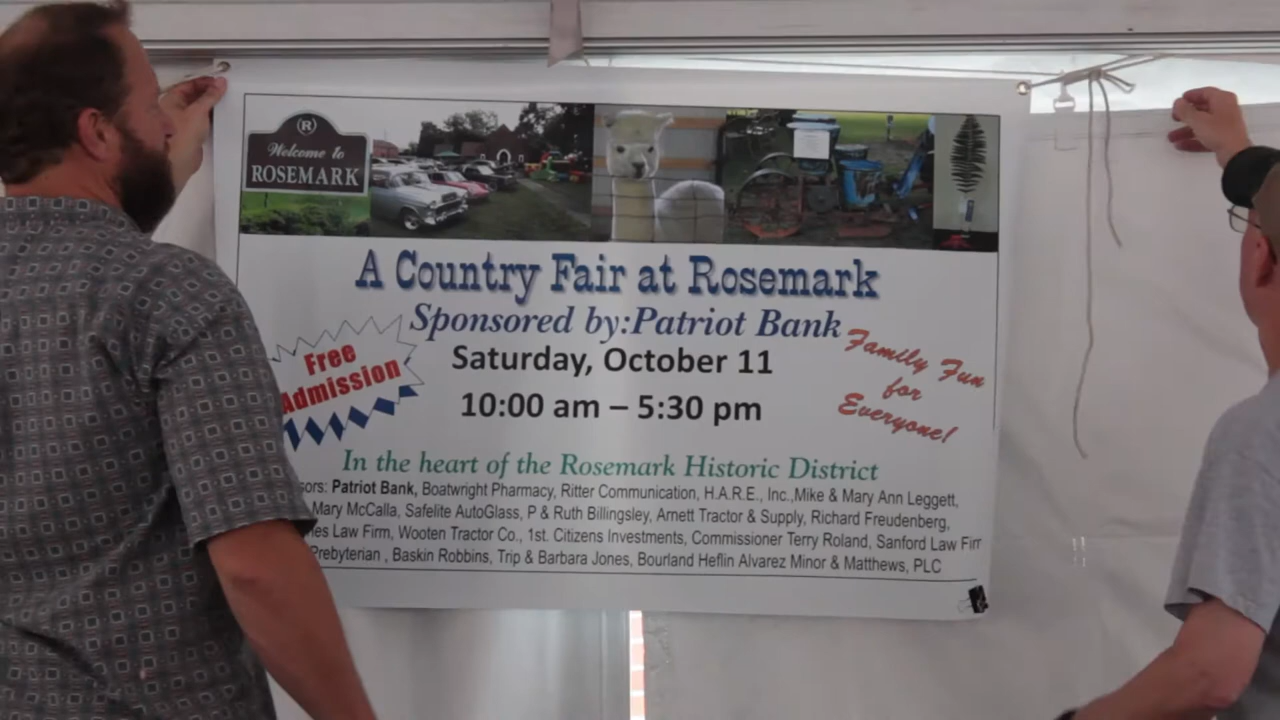 (R)
Welcome to
ROSEMARK
A Country Fair at Rosemark
Sponsored by:Patriot Bank
Free
Admission
Saturday, October 11
10:00 am – 5:30 pm
Family Fun
for
Everyone!
In the heart of the Rosemark Historic District
sors: Patriot Bank, Boatwright Pharmacy, Ritter Communication, H.A.R.E., Inc.,Mike & Mary Ann Leggett,
Mary McCalla, Safelite AutoGlass, P & Ruth Billingsley, Arnett Tractor & Supply, Richard Freudenberg,
nes Law Firm, Wooten Tractor Co., 1st. Citizens Investments, Commissioner Terry Roland, Sanford Law Firr
Prebyterian , Baskin Robbins, Trip & Barbara Jones, Bourland Heflin Alvarez Minor & Matthews, PLC